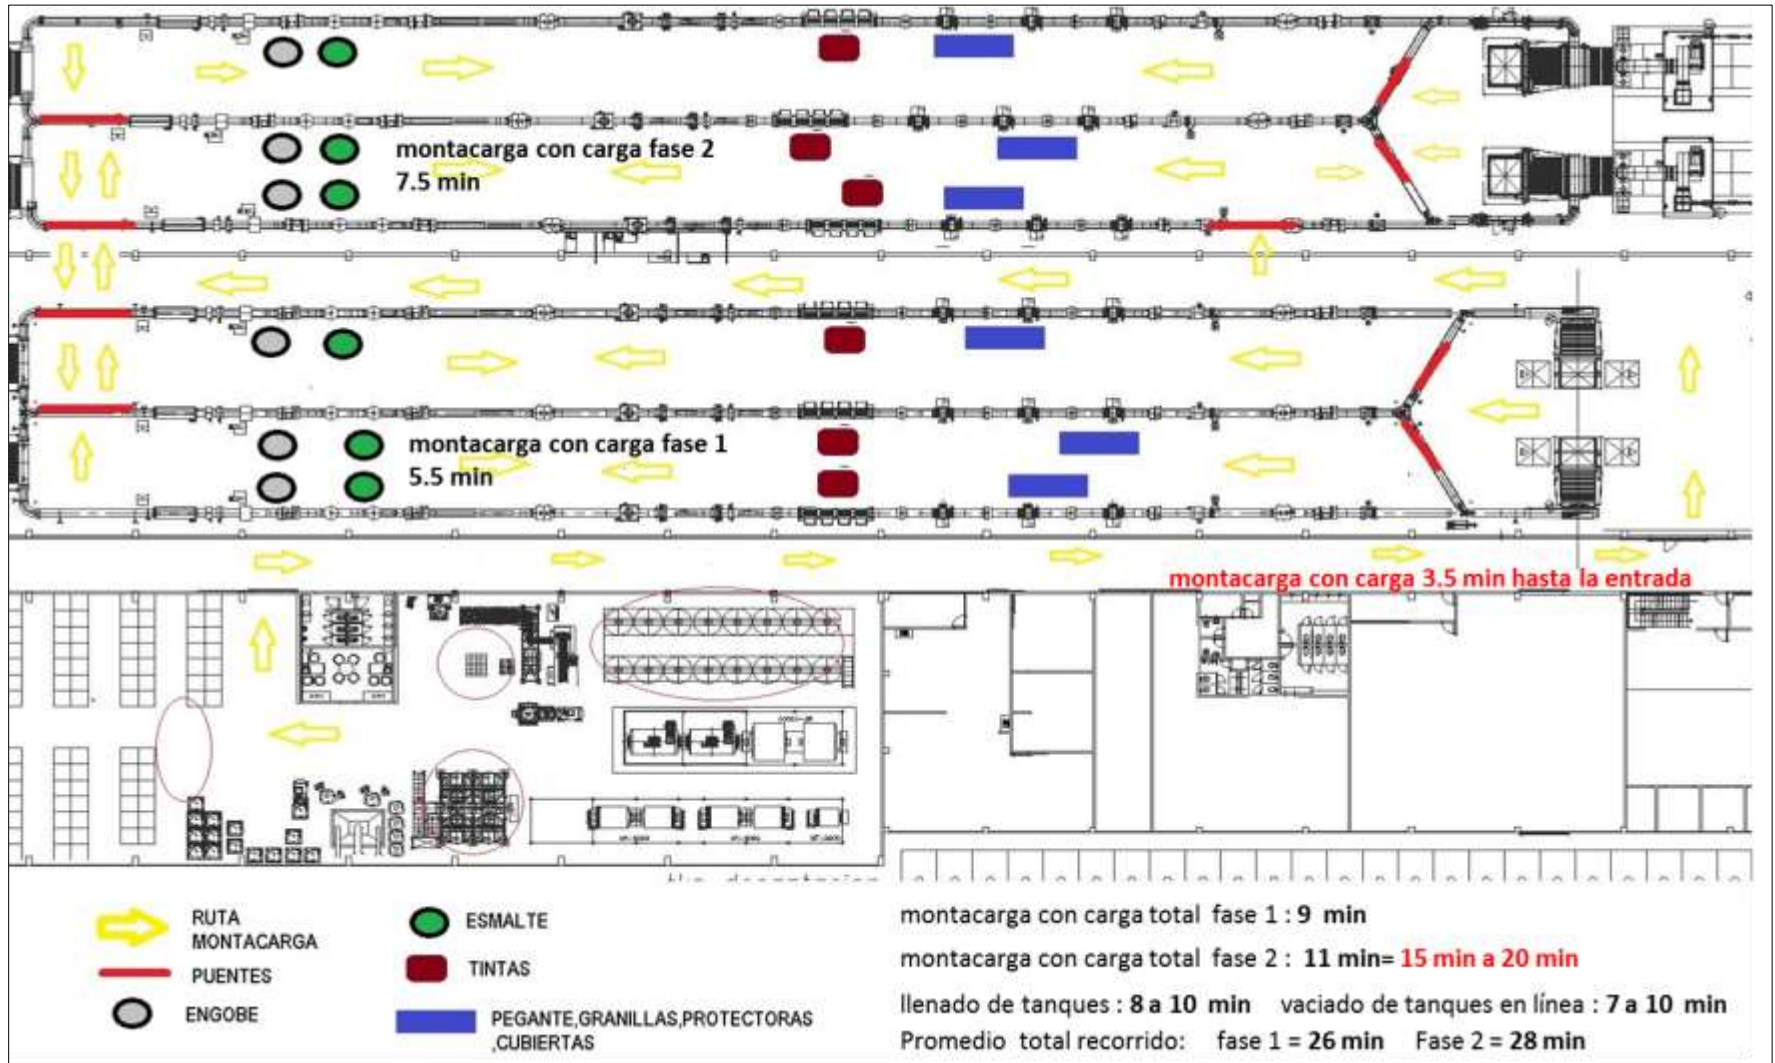 montacarga con carga fase 2
7.5 min
montacarga con carga fase 1
5.5 min
montacarga con carga 3.5 min hasta la entrada
RUTA
MONTACARGA
PUENTES
ENGOBE
ESMALTE
TINTAS
PEGANTE,GRANILLAS,PROTECTORAS
,CUBIERTAS
montacarga con carga total fase 1 : 9 min
montacarga con carga total fase 2 : 11 min= 15 min a 20 min
llenado de tanques : 8 a 10 min vaciado de tanques en línea : 7 a 10 min
Promedio total recorrido: fase 1 = 26 min Fase 2 = 28 min